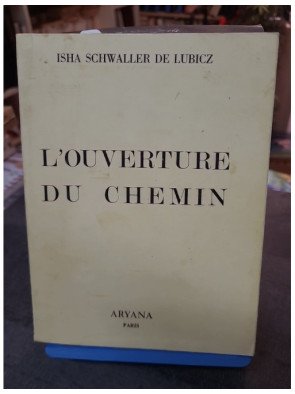 ISHA SCHWALLER DE LUBICZ
L'OUVERTURE
DU CHEMIN
ARYANA
PARIS